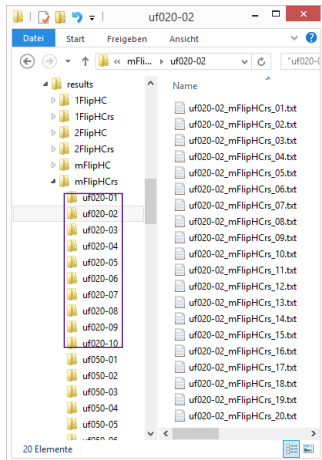 uf020-02
Datei Start Freigeben Ansicht
« mFli... uf020-02 "uf020-0
results
1FlipHC
1FlipHCrs
2FlipHC
2FlipHCrs
mFlipHC
mFlipHCrs
uf020-01
uf020-02
uf020-03
uf020-04
uf020-05
uf020-06
uf020-07
uf020-08
uf020-09
uf020-10
uf050-01
uf050-02
uf050-03
uf050-04
uf050-05
uf050-06
Name
uf020-02_mFlipHCrs_01.txt
uf020-02_mFlipHCrs_02.txt
uf020-02_mFlipHCrs_03.txt
uf020-02_mFlipHCrs_04.txt
uf020-02_mFlipHCrs_05.txt
uf020-02_mFlipHCrs_06.txt
uf020-02_mFlipHCrs_07.txt
uf020-02_mFlipHCrs_08.txt
uf020-02_mFlipHCrs_09.txt
uf020-02_mFlipHCrs_10.txt
uf020-02_mFlipHCrs_11.txt
uf020-02_mFlipHCrs_12.txt
uf020-02_mFlipHCrs_13.txt
uf020-02_mFlipHCrs_14.txt
uf020-02_mFlipHCrs_15.txt
uf020-02_mFlipHCrs_16.txt
uf020-02_mFlipHCrs_17.txt
uf020-02_mFlipHCrs_18.txt
uf020-02_mFlipHCrs_19.txt
uf020-02_mFlipHCrs_20.txt
20 Elemente